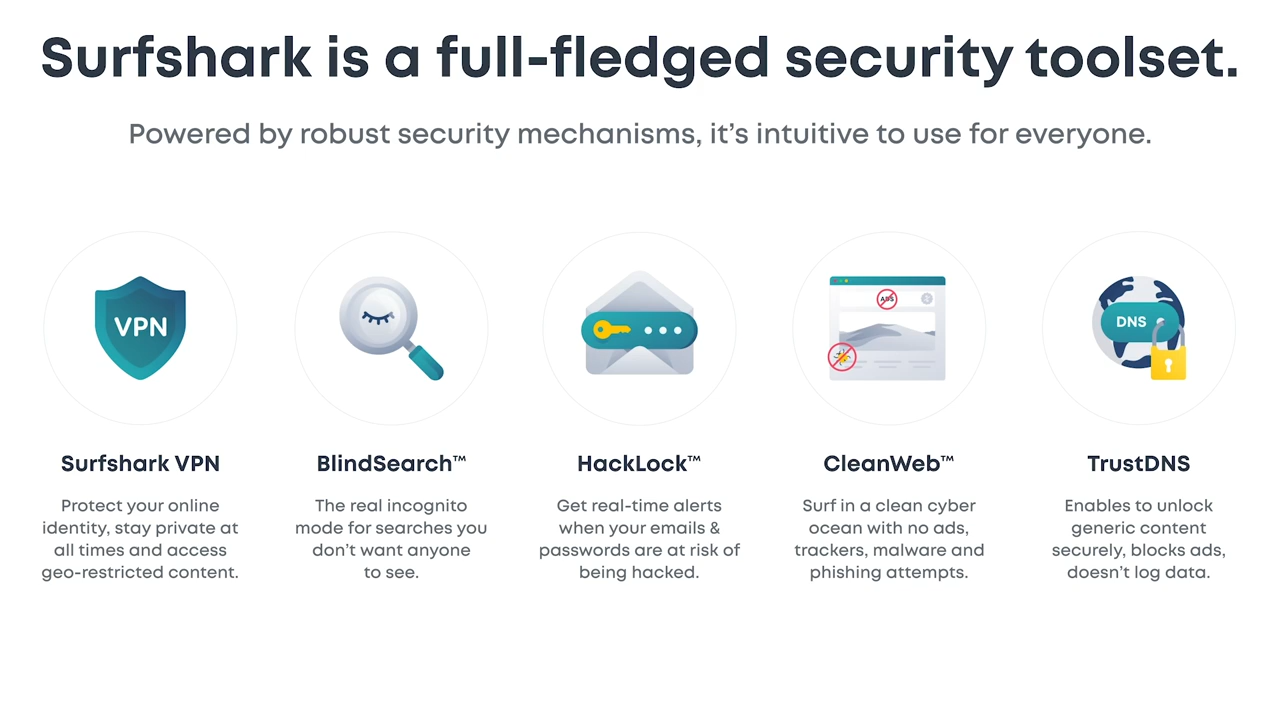 Surfshark is a full-fledged security toolset.
Powered by robust security mechanisms, it's intuitive to use for everyone.
VPN
ADS
DNS
Surfshark VPN
Protect your online
identity, stay private at
all times and access
geo-restricted content.
BlindSearch™
The real incognito
mode for searches you
don't want anyone
to see.
HackLock™
Get real-time alerts
when your emails &
passwords are at risk of
being hacked.
CleanWeb™
Surf in a clean cyber
ocean with no ads,
trackers, malware and
phishing attempts.
TrustDNS
Enables to unlock
generic content
securely, blocks ads,
doesn't log data.